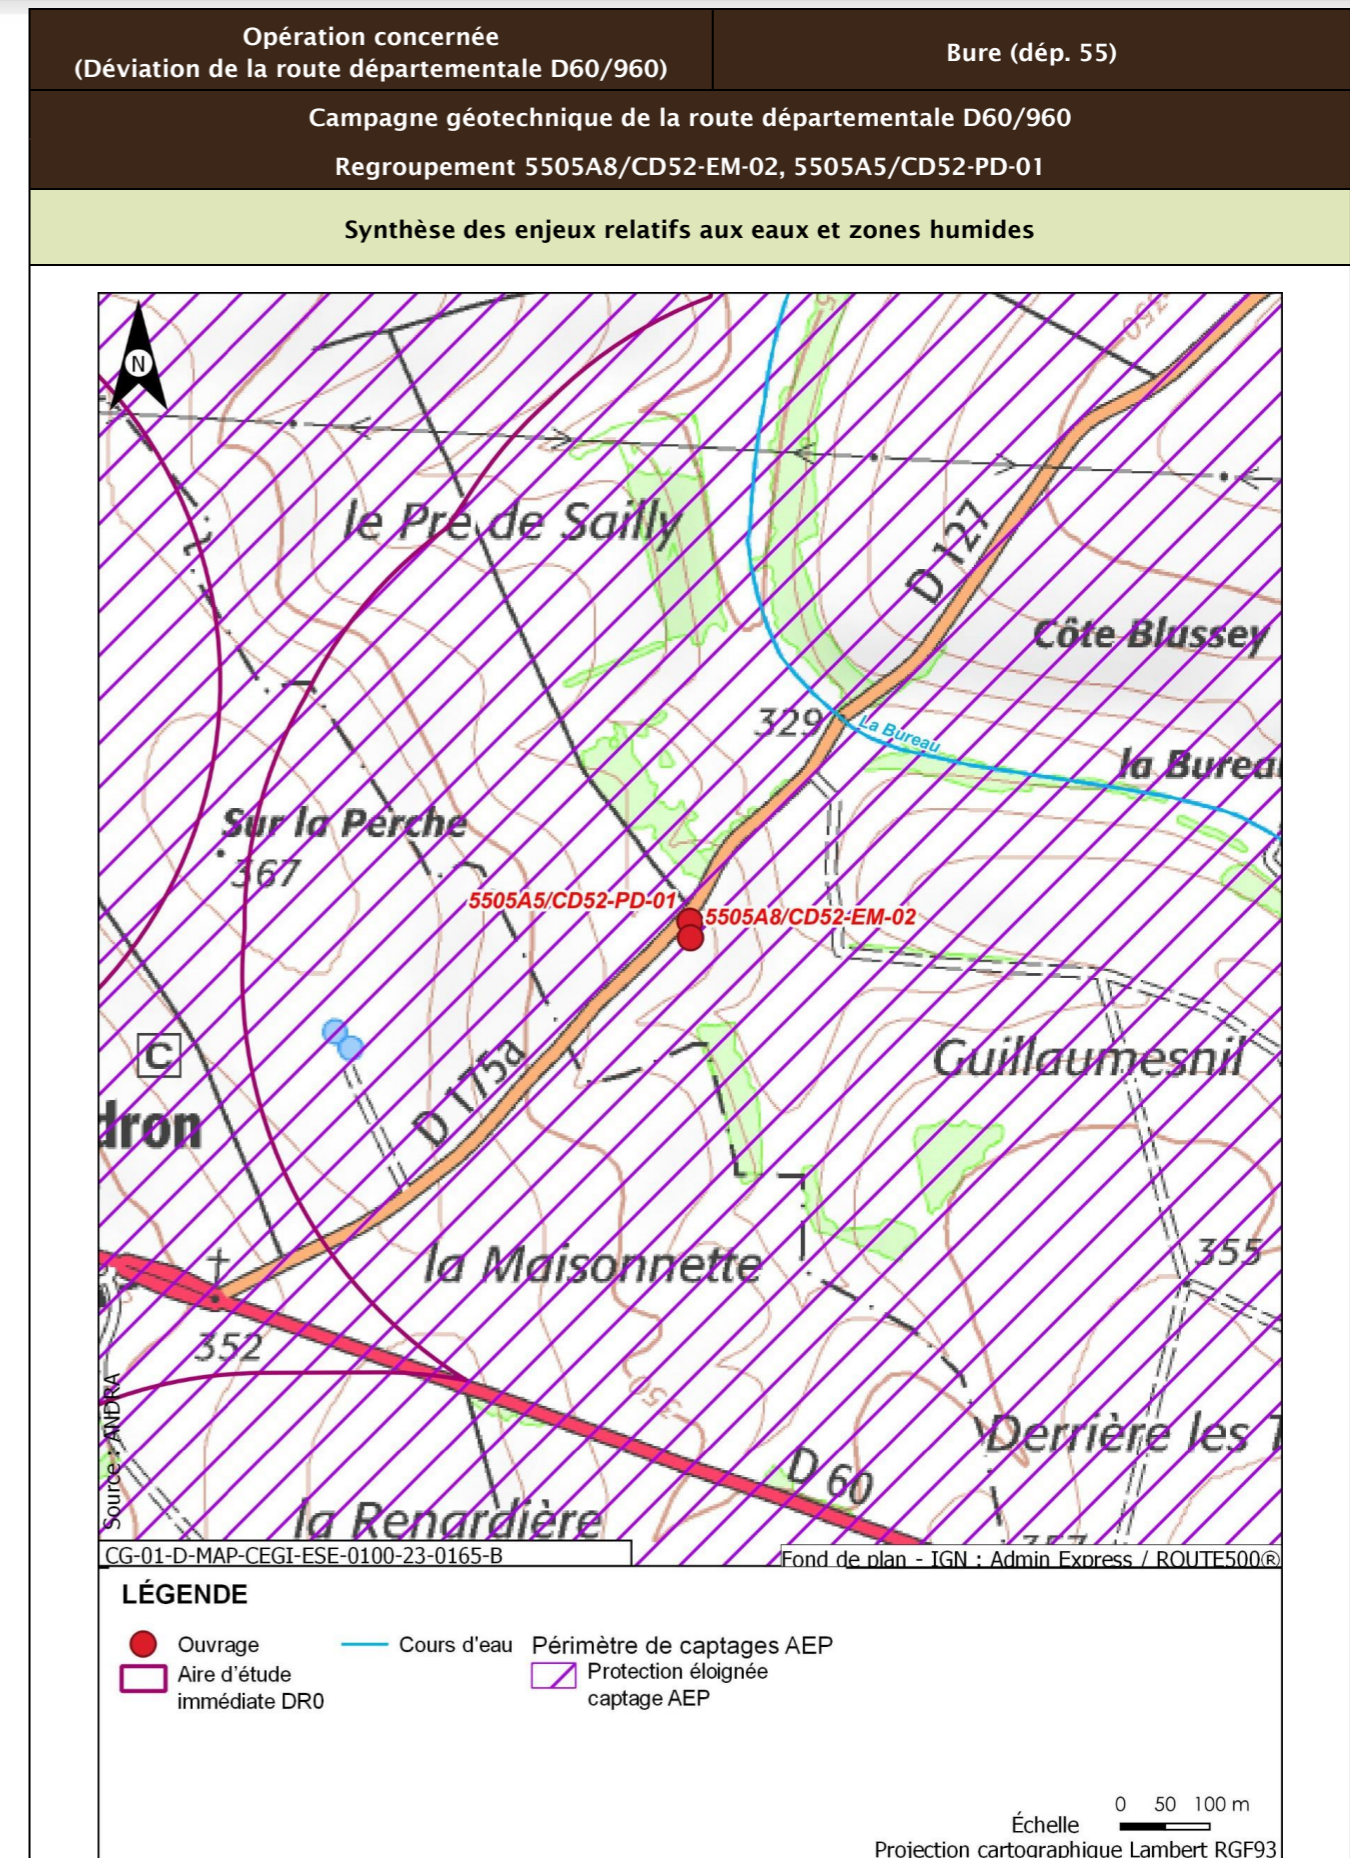 Opération concernée
(Déviation de la route départementale D60/960)
Bure (dép. 55)
Campagne géotechnique de la route départementale D60/960
Regroupement 5505A8/CD52-EM-02, 5505A5/CD52-PD-01
Synthèse des enjeux relatifs aux eaux et zones humides
N
350
le Pré de Sailly
D 127
Côte Blussey
329
La Bureau
la Bureau
Sur la Perche
367
5505A5/CD52-PD-01
5505A8/CD52-EM-02
C
dron
D 175a
Guillaumesnil
la Maisonnette
355
352
350
Derrière les T
D 60
la Renardière
357
Source : ANDRA
CG-01-D-MAP-CEGI-ESE-0100-23-0165-B
Fond de plan - IGN : Admin Express / ROUTE500®
LÉGENDE
Ouvrage
Aire d'étude
immédiate DR0
Cours d'eau
Périmètre de captages AEP
Protection éloignée
captage AEP
Échelle
0 50 100 m
Projection cartographique Lambert RGF93